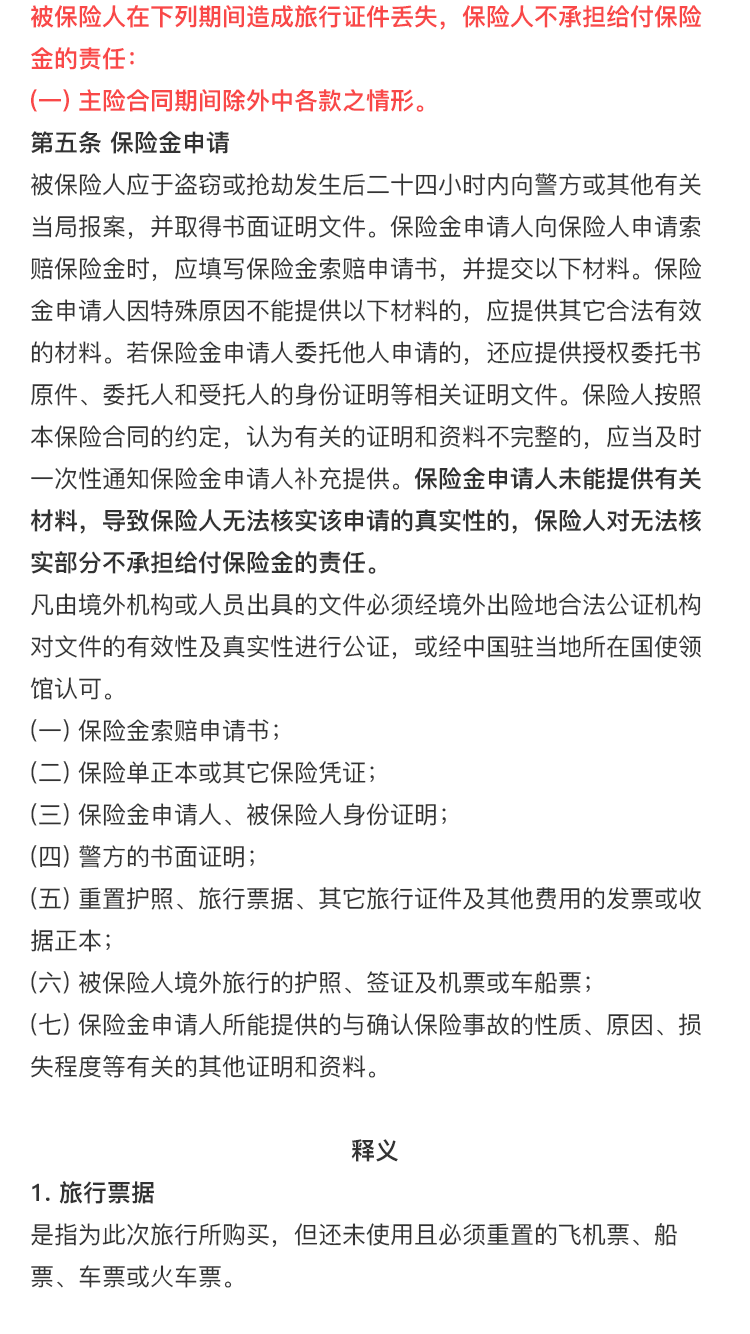 被保险人在下列期间造成旅行证件丢失，保险人不承担给付保险
金的责任：
(一) 主险合同期间除外中各款之情形。
第五条 保险金申请
被保险人应于盗窃或抢劫发生后二十四小时内向警方或其他有关
当局报案，并取得书面证明文件。保险金申请人向保险人申请索
赔保险金时，应填写保险金索赔申请书，并提交以下材料。保险
金申请人因特殊原因不能提供以下材料的，应提供其它合法有效
的材料。若保险金申请人委托他人申请的，还应提供授权委托书
原件、委托人和受托人的身份证明等相关证明文件。保险人按照
本保险合同的约定，认为有关的证明和资料不完整的，应当及时
一次性通知保险金申请人补充提供。保险金申请人未能提供有关
材料，导致保险人无法核实该申请的真实性的，保险人对无法核
实部分不承担给付保险金的责任。
凡由境外机构或人员出具的文件必须经境外出险地合法公证机构
对文件的有效性及真实性进行公证，或经中国驻当地所在国使领
馆认可。
(一) 保险金索赔申请书；
(二) 保险单正本或其它保险凭证；
(三) 保险金申请人、被保险人身份证明；
(四) 警方的书面证明；
(五) 重置护照、旅行票据、其它旅行证件及其他费用的发票或收
据正本；
(六) 被保险人境外旅行的护照、签证及机票或车船票；
(七) 保险金申请人所能提供的与确认保险事故的性质、原因、损
失程度等有关的其他证明和资料。
释义
1. 旅行票据
是指为此次旅行所购买，但还未使用且必须重置的飞机票、船
票、车票或火车票。